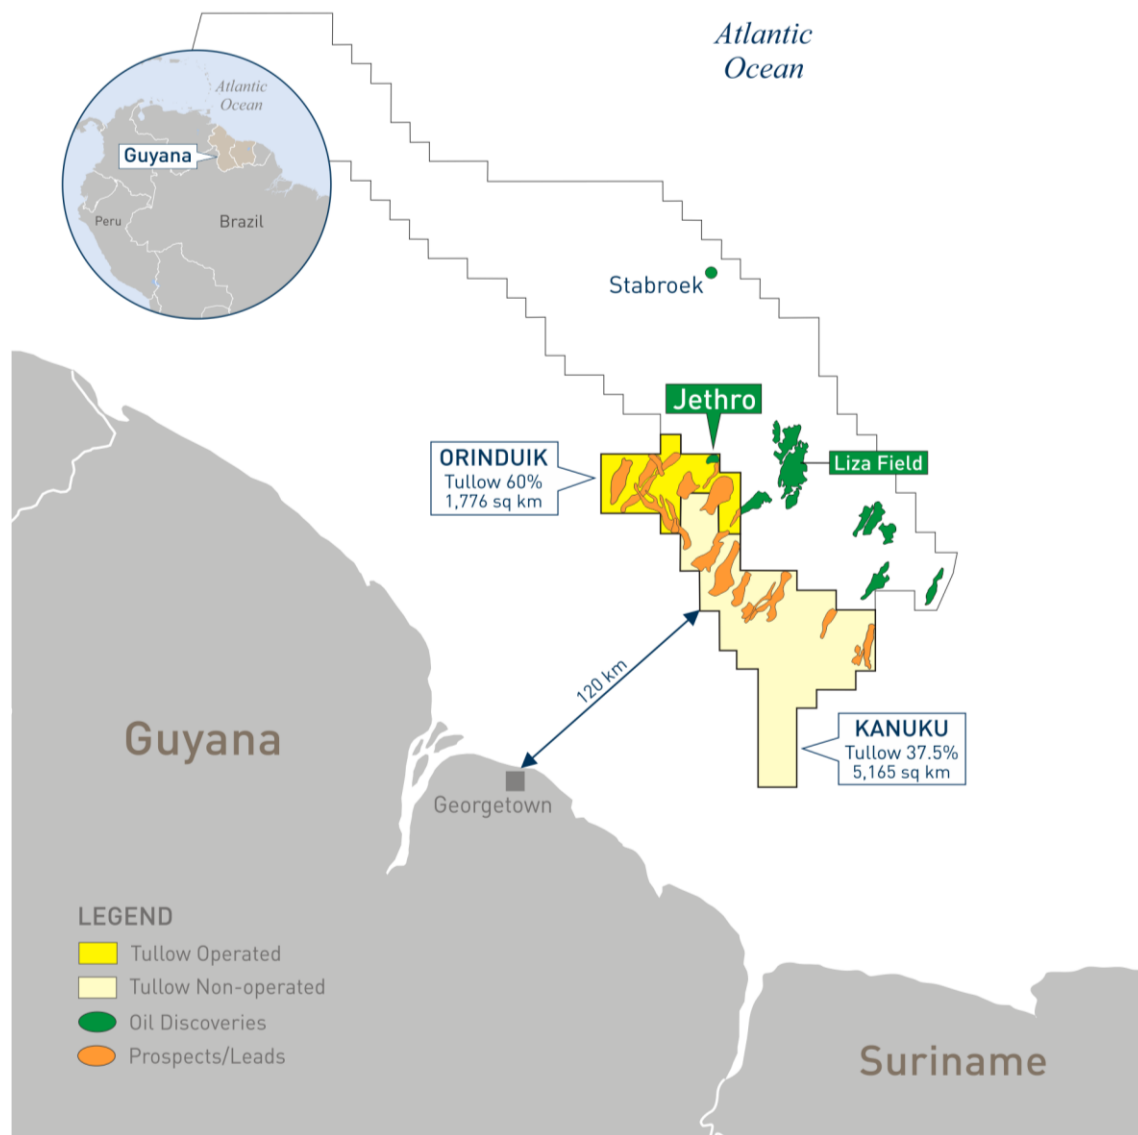 Atlantic
Ocean
Atlantic
Ocean
Guyana
Peru
Brazil
Stabroek
Jethro
ORINDUIK
Tullow 60%
1,776 sq km
Liza Field
120 km
Guyana
KANUKU
Tullow 37.5%
5,165 sq km
Georgetown
LEGEND
Tullow Operated
Tullow Non-operated
Oil Discoveries
Prospects/Leads
Suriname